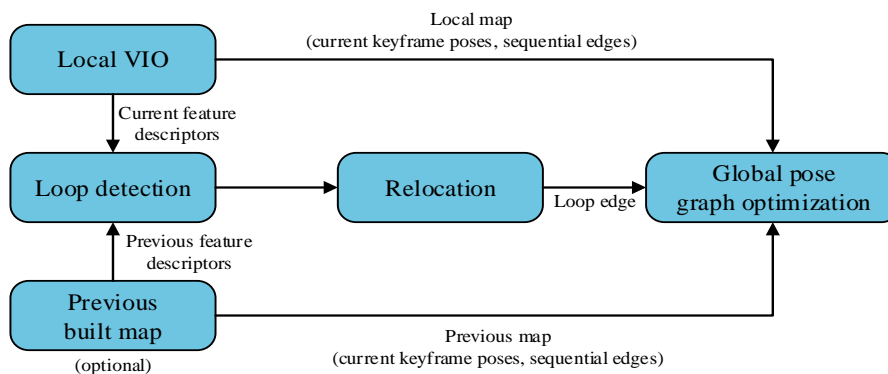 Local map
(current keyframe poses, sequential edges)
Local VIO
Current feature
descriptors
Loop detection
Relocation
Loop edge
Global pose
graph optimization
Previous feature
descriptors
Previous
built map
(optional)
Previous map
(current keyframe poses, sequential edges)